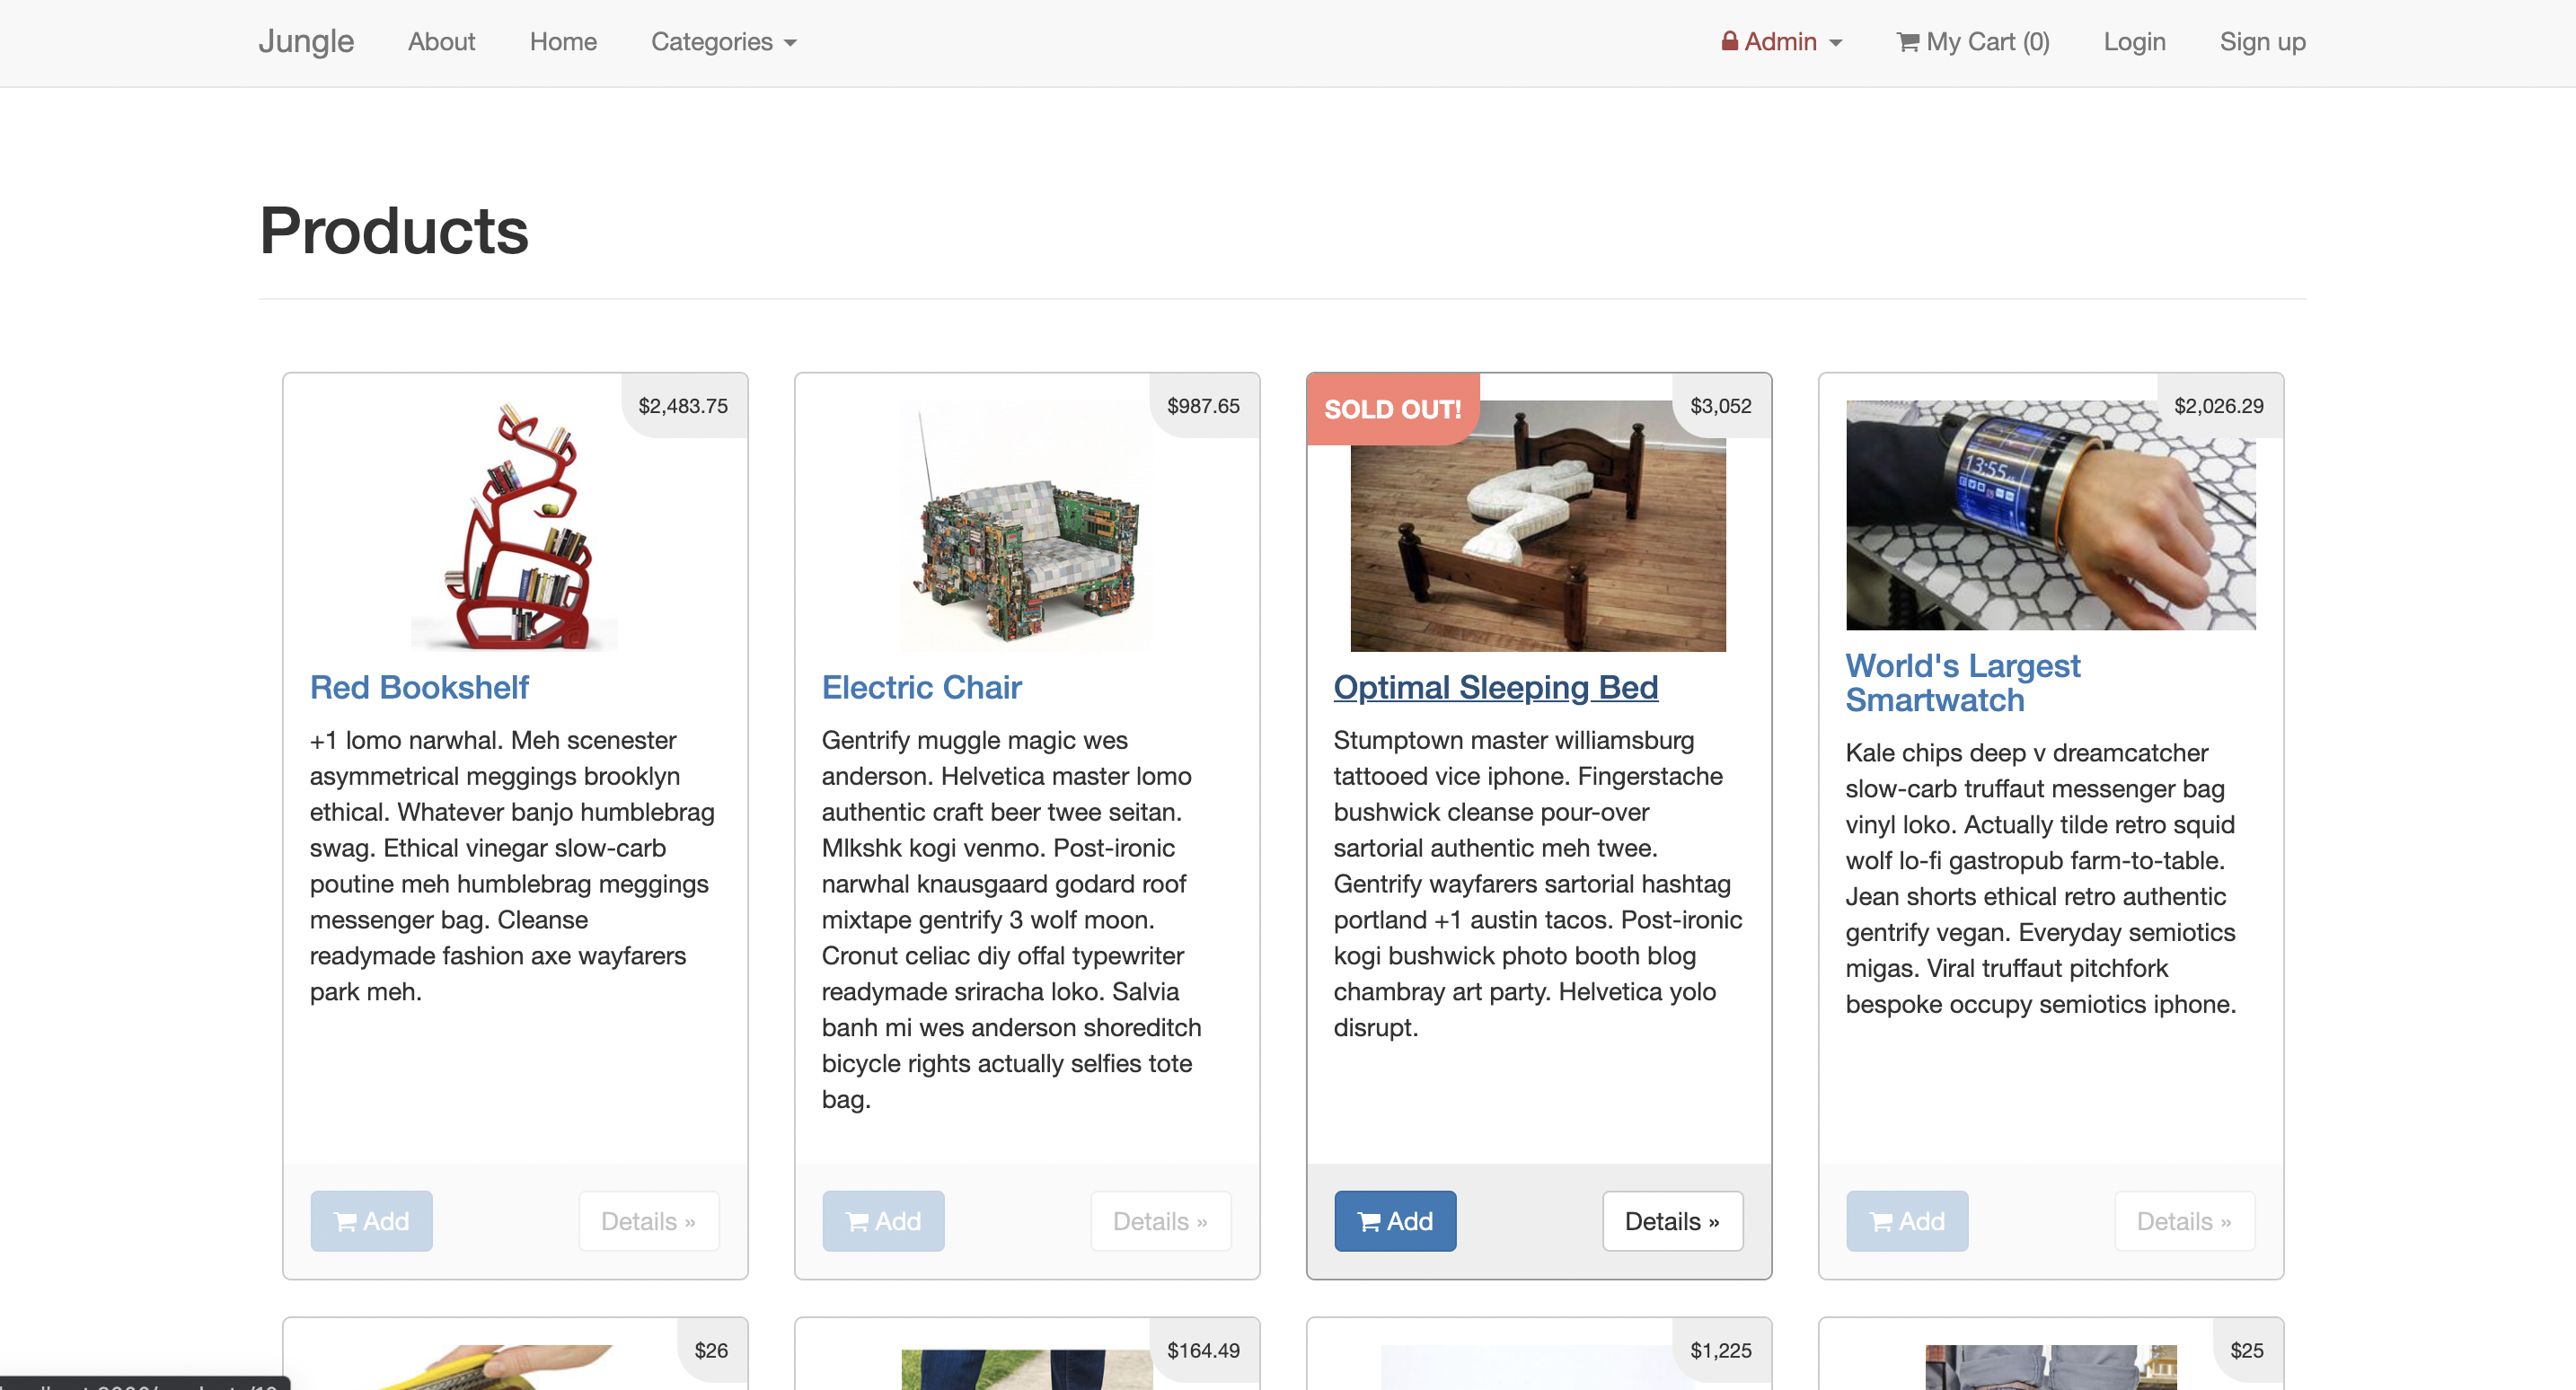 Jungle About Home Categories Admin My Cart (0) Login Sign up
Products
$2,483.75
Red Bookshelf
+1 lomo narwhal. Meh scenester
asymmetrical meggings brooklyn
ethical. Whatever banjo humblebrag
swag. Ethical vinegar slow-carb
poutine meh humblebrag meggings
messenger bag. Cleanse
readymade fashion axe wayfarers
park meh.
Add Details »
$987.65
Electric Chair
Gentrify muggle magic wes
anderson. Helvetica master lomo
authentic craft beer twee seitan.
Mlkshk kogi venmo. Post-ironic
narwhal knausgaard godard roof
mixtape gentrify 3 wolf moon.
Cronut celiac diy offal typewriter
readymade sriracha loko. Salvia
banh mi wes anderson shoreditch
bicycle rights actually selfies tote
bag.
Add Details »
SOLD OUT! $3,052
Optimal Sleeping Bed
Stumptown master williamsburg
tattooed vice iphone. Fingerstache
bushwick cleanse pour-over
sartorial authentic meh twee.
Gentrify wayfarers sartorial hashtag
portland +1 austin tacos. Post-ironic
kogi bushwick photo booth blog
chambray art party. Helvetica yolo
disrupt.
Add Details »
$2,026.29
13:55
World's Largest
Smartwatch
Kale chips deep v dreamcatcher
slow-carb truffaut messenger bag
vinyl loko. Actually tilde retro squid
wolf lo-fi gastropub farm-to-table.
Jean shorts ethical retro authentic
gentrify vegan. Everyday semiotics
migas. Viral truffaut pitchfork
bespoke occupy semiotics iphone.
Add Details »
$26 $164.49 $1,225 $25